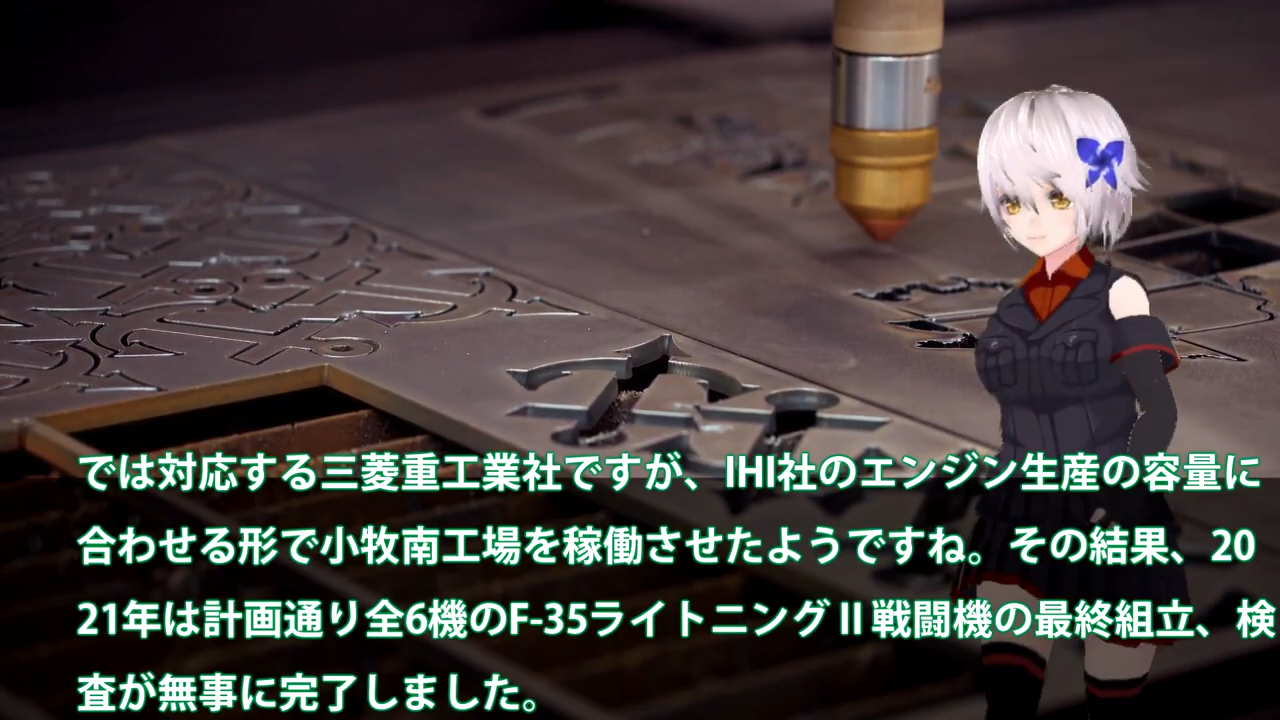 では対応する三菱重工業社ですが、IHI社のエンジン生産の容量に
合わせる形で小牧南工場を稼働させたようですね。その結果、20
21年は計画通り全6機のF-35ライトニングⅡ戦闘機の最終組立、検
査が無事に完了しました。